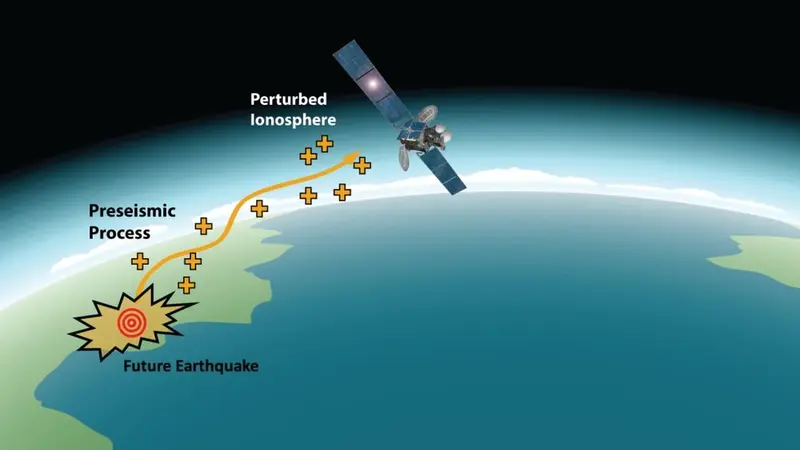 Perturbed
Ionosphere
Preseismic
Process
Future Earthquake